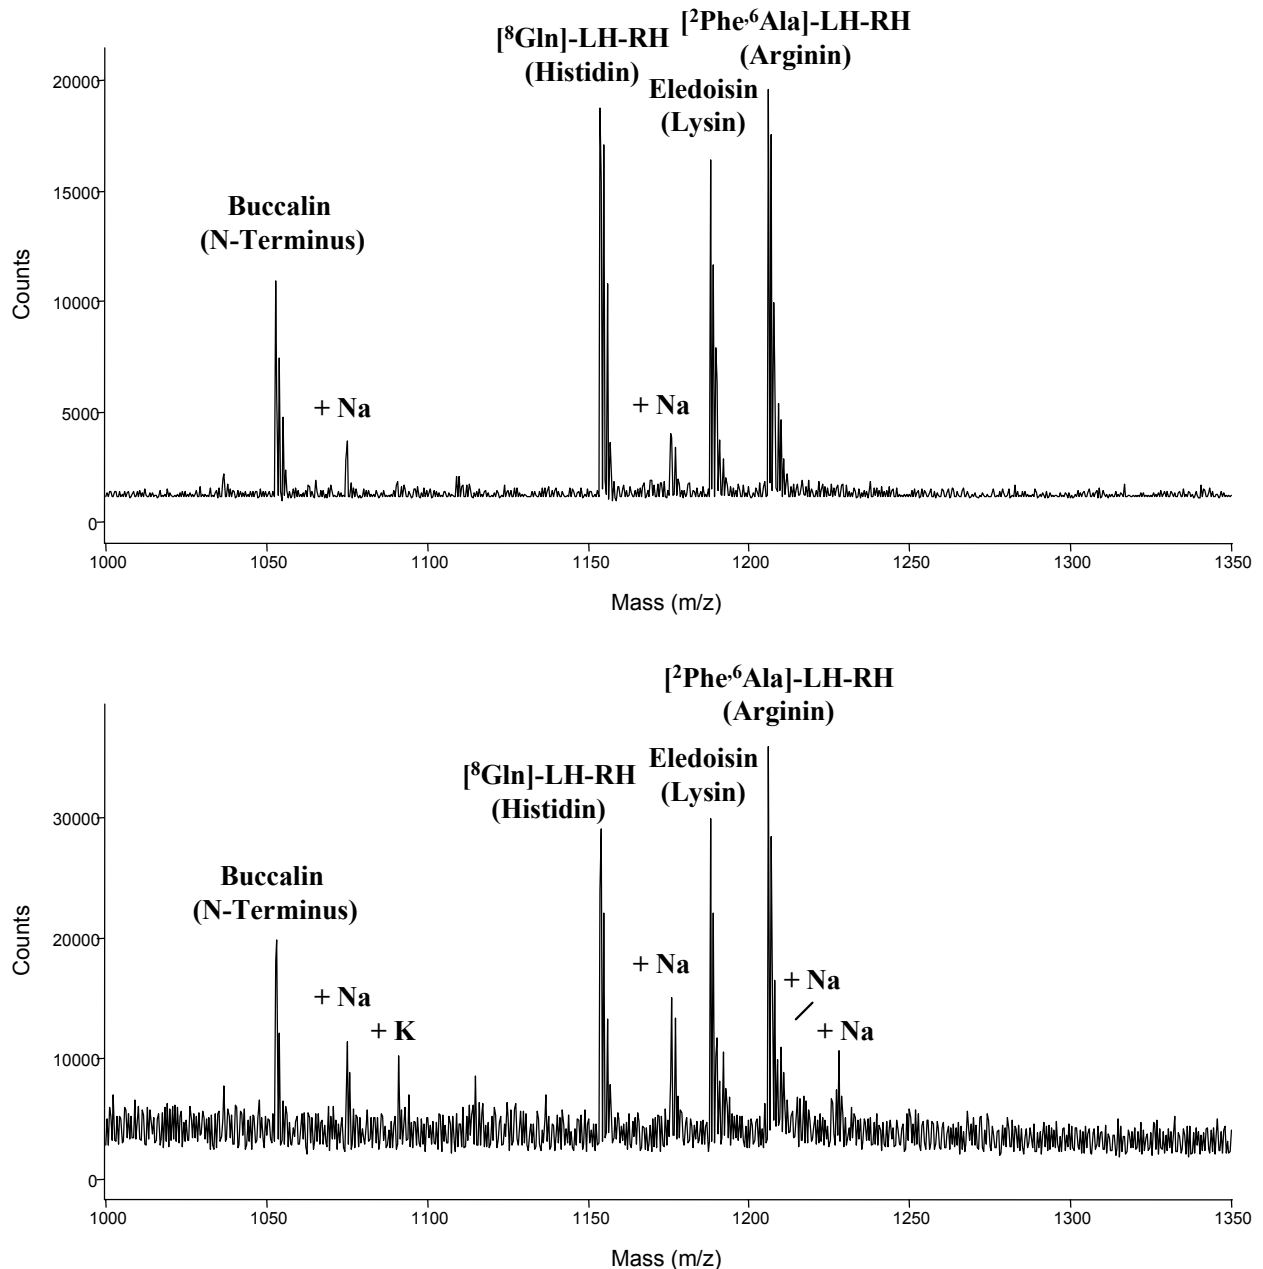 [²Phe,⁶Ala]-LH-RH
(Arginin)
[⁸Gln]-LH-RH
(Histidin)
Eledoisin
(Lysin)
Buccalin
(N-Terminus)
+ Na
+ Na
Counts
20000
15000
10000
5000
0
1000 1050 1100 1150 1200 1250 1300 1350
Mass (m/z)
[²Phe,⁶Ala]-LH-RH
(Arginin)
Eledoisin
(Lysin)
[⁸Gln]-LH-RH
(Histidin)
Buccalin
(N-Terminus)
+ Na
+ K
+ Na
+ Na
+ Na
Counts
30000
20000
10000
0
1000 1050 1100 1150 1200 1250 1300 1350
Mass (m/z)